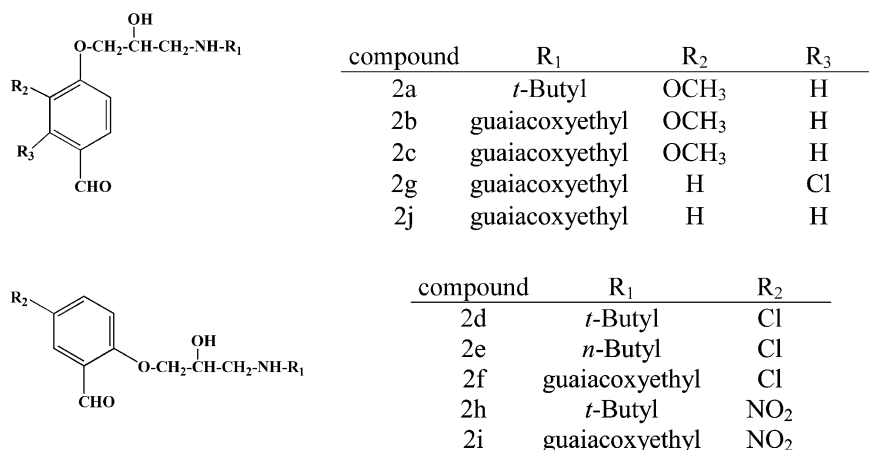 OH
O-CH₂-CH-CH₂-NH-R₁
R₂
R₃
CHO
compound R₁ R₂ R₃
2a t-Butyl OCH₃ H
2b guaiacoxyethyl OCH₃ H
2c guaiacoxyethyl OCH₃ H
2g guaiacoxyethyl H Cl
2j guaiacoxyethyl H H
R₂
OH
O-CH₂-CH-CH₂-NH-R₁
CHO
compound R₁ R₂
2d t-Butyl Cl
2e n-Butyl Cl
2f guaiacoxyethyl Cl
2h t-Butyl NO₂
2i guaiacoxyethyl NO₂